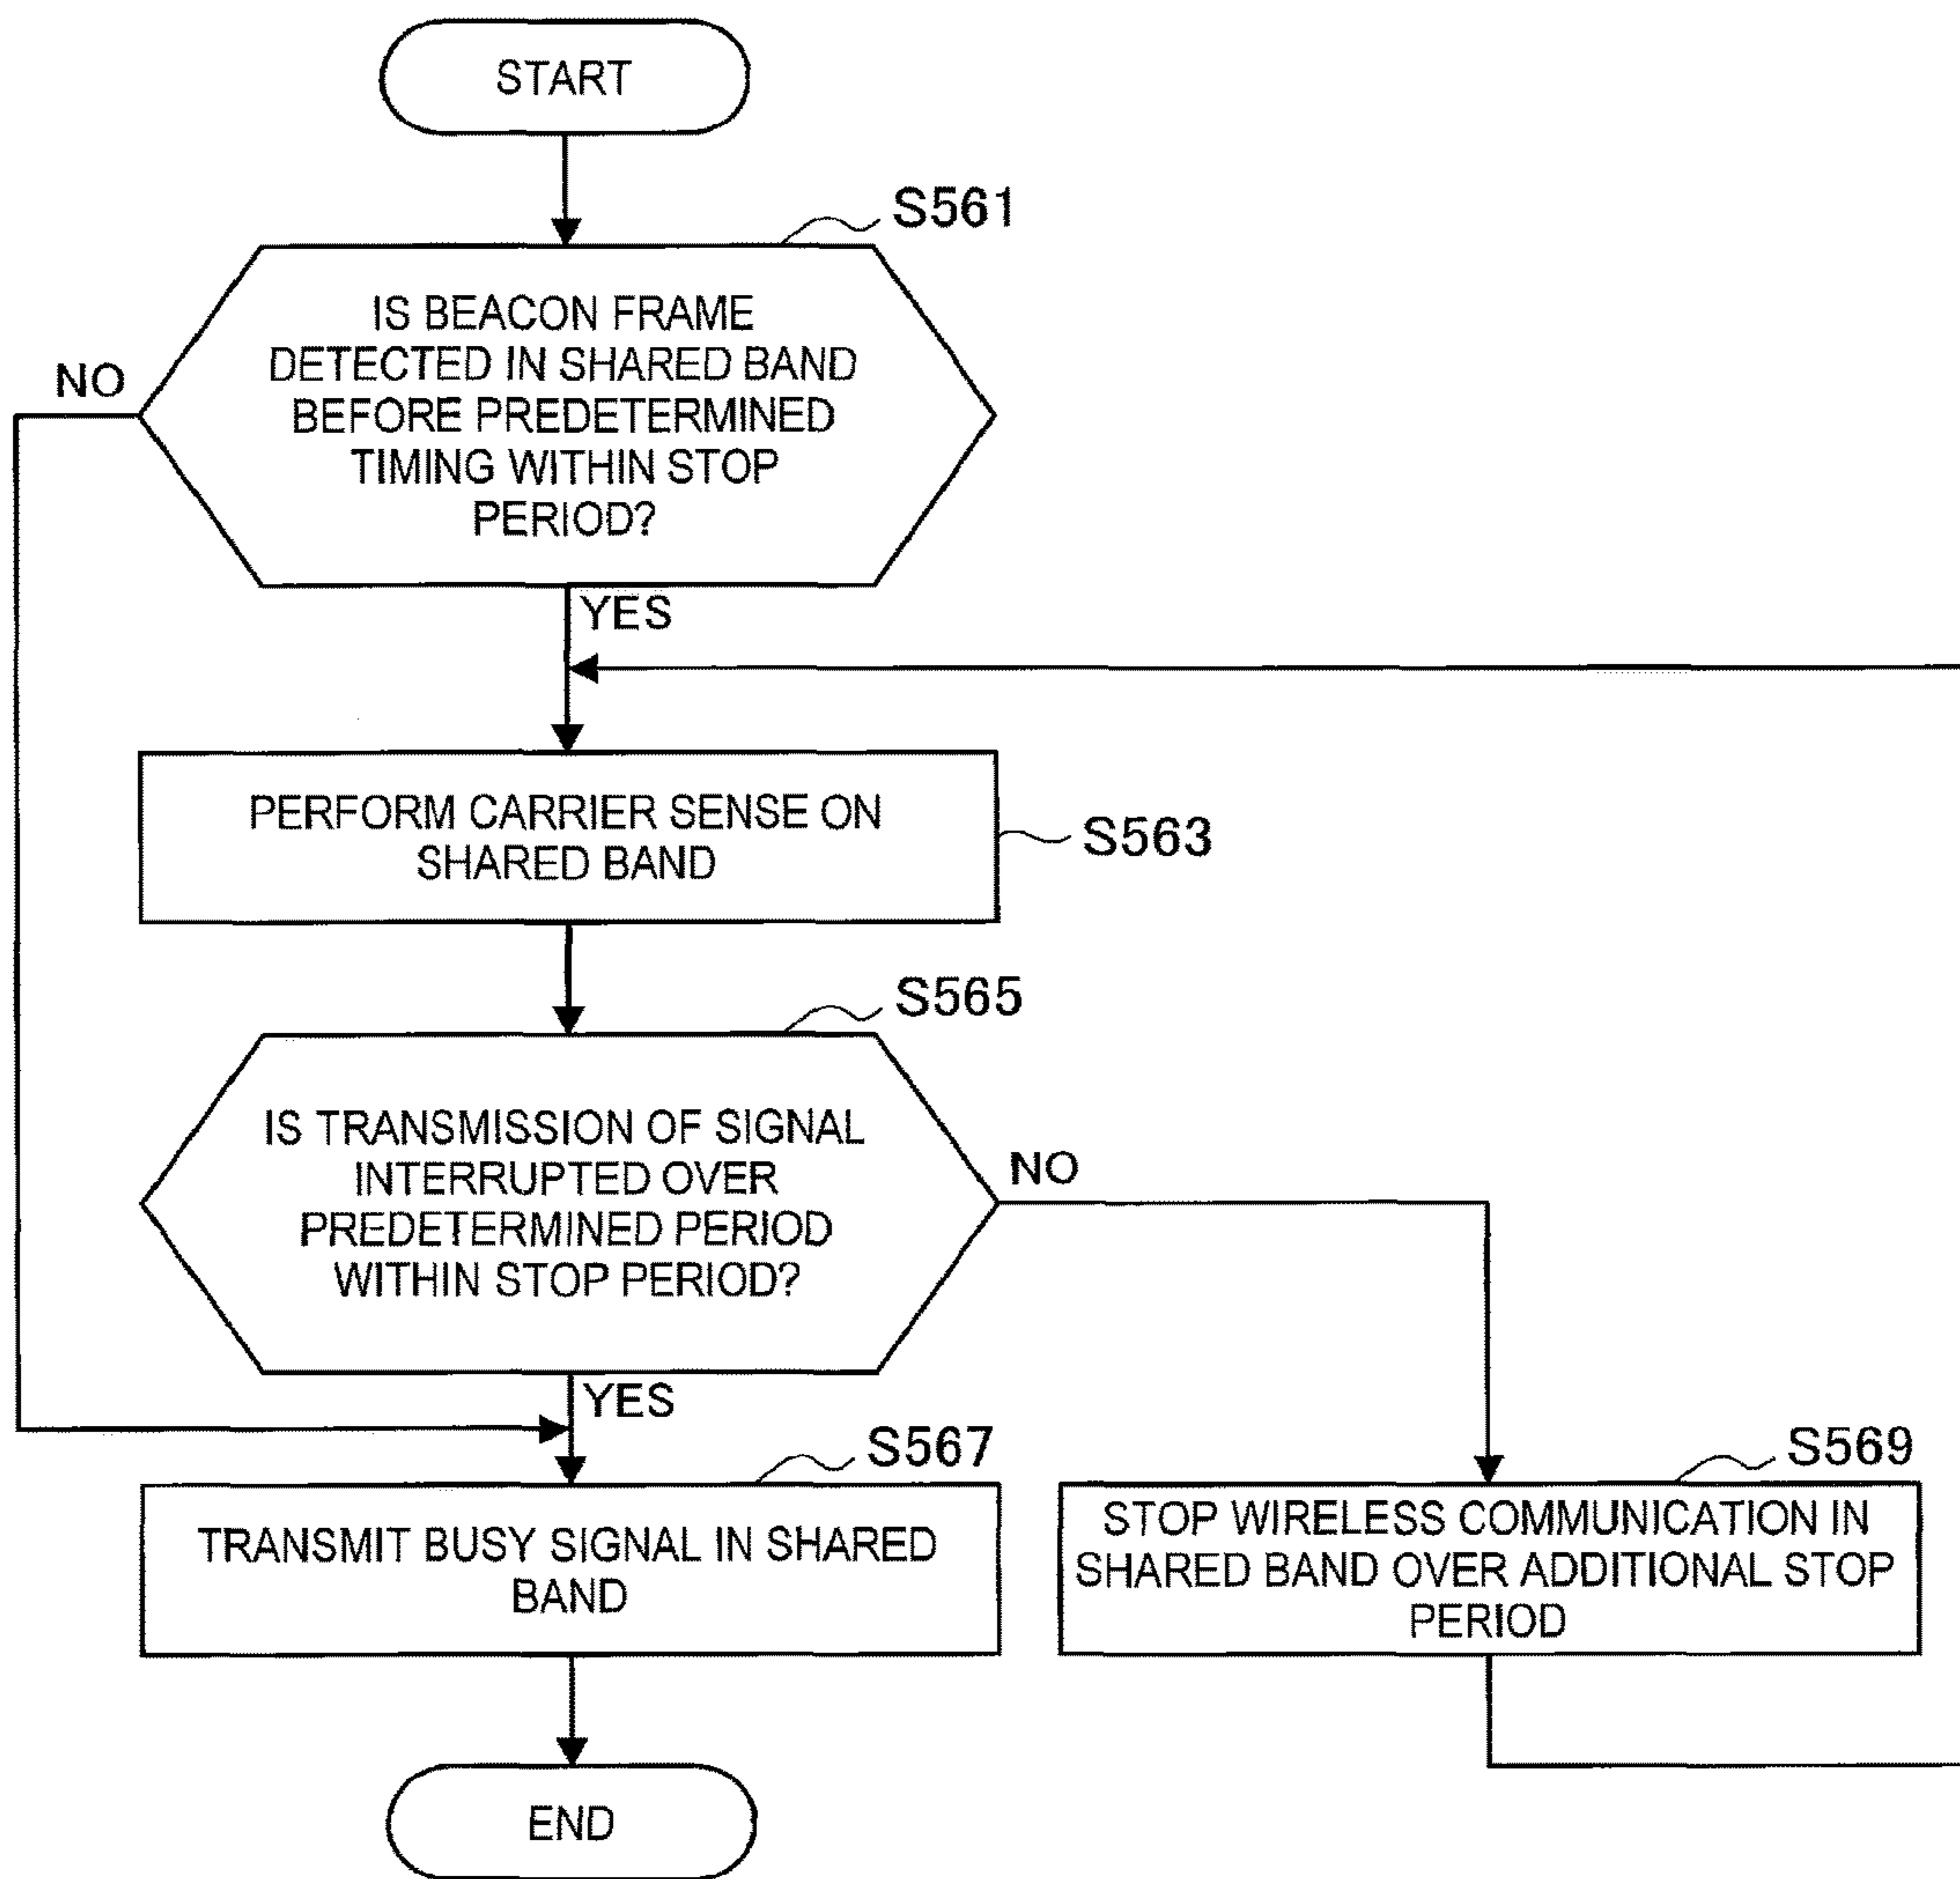 START
S561
IS BEACON FRAME
DETECTED IN SHARED BAND
BEFORE PREDETERMINED
TIMING WITHIN STOP
PERIOD?
NO
YES
PERFORM CARRIER SENSE ON
SHARED BAND
S563
S565
IS TRANSMISSION OF SIGNAL
INTERRUPTED OVER
PREDETERMINED PERIOD
WITHIN STOP PERIOD?
NO
YES
S567
TRANSMIT BUSY SIGNAL IN SHARED
BAND
S569
STOP WIRELESS COMMUNICATION IN
SHARED BAND OVER ADDITIONAL STOP
PERIOD
END